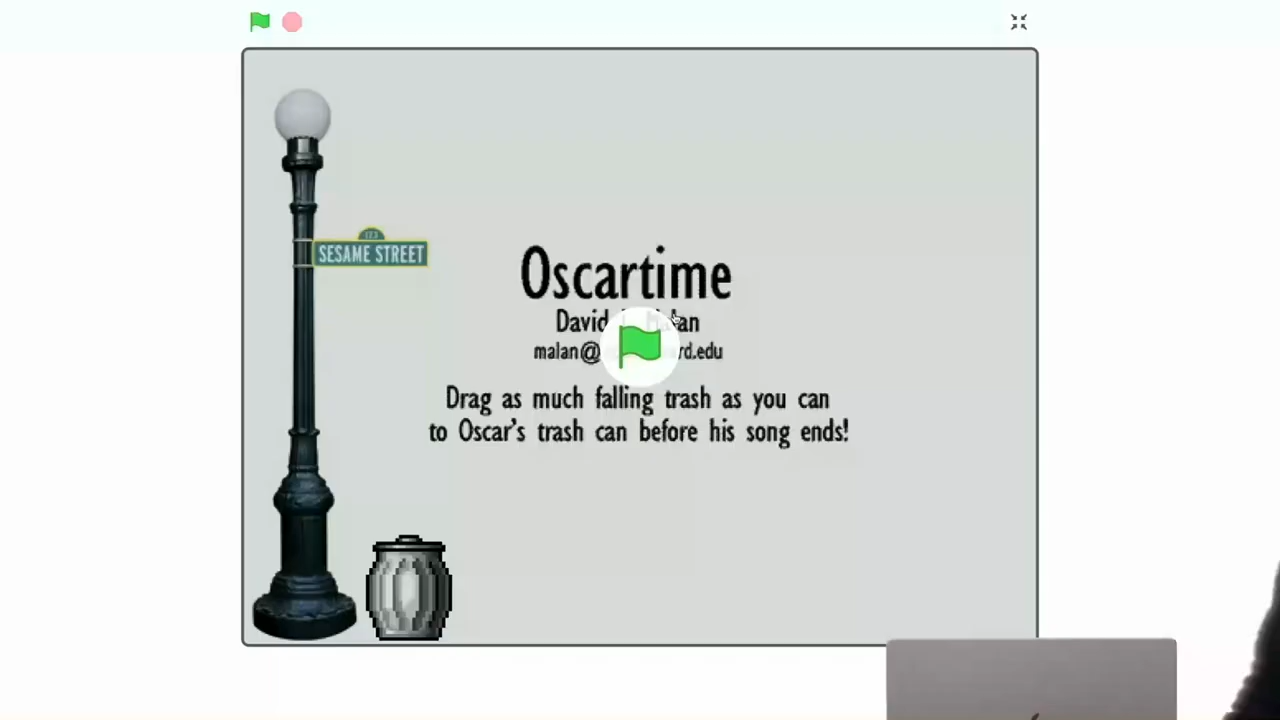 123
SESAME STREET
Oscartime
David
malan@
rd.edu
Drag as much falling trash as you can
to Oscar's trash can before his song ends!